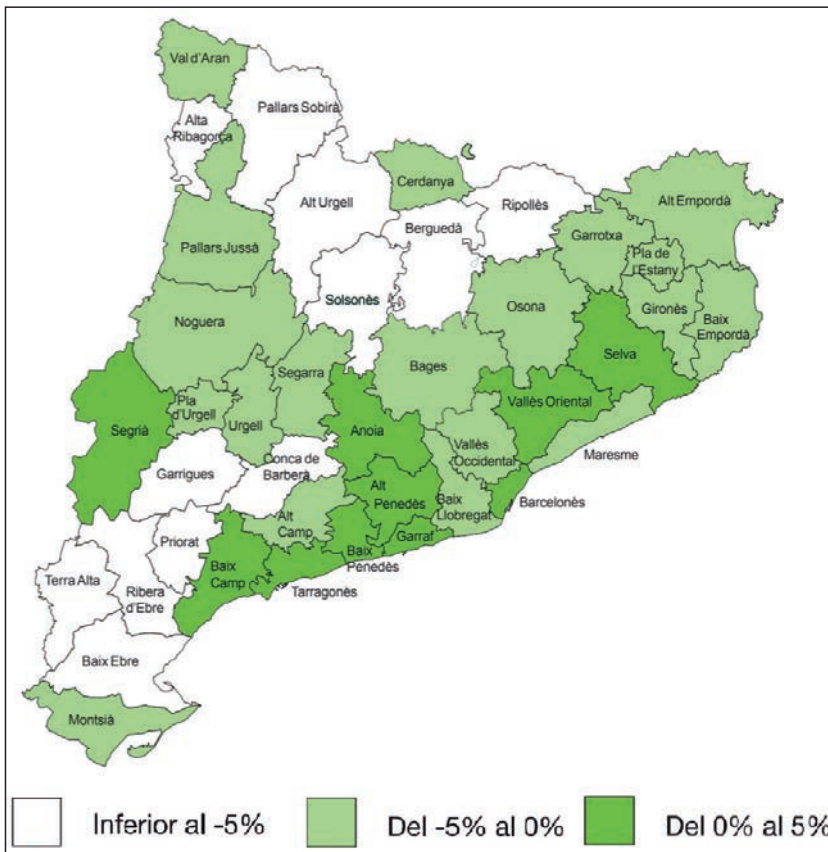 Val d'Aran
Pallars Sobirà
Alta
Ribagorça
Cerdanya
Alt Urgell
Ripollès
Berguedà
Alt Empordà
Garrotxa
Pallars Jussà
Pla de
l'Estany
Solsonès
Osona
Gironès
Noguera
Baix
Empordà
Selva
Bages
Segarra
Pla
d'Urgell
Vallès Oriental
Segrià
Urgell
Anoia
Vallès
Occidental
Maresme
Garrigues
Conca de
Barberà
Alt
Penedès
Baix
Llobregat
Barcelonès
Alt
Camp
Priorat
Garraf
Baix
Penedès
Baix
Camp
Terra Alta
Ribera
d'Ebre
Tarragonès
Baix Ebre
Montsià
Inferior al -5%
Del -5% al 0%
Del 0% al 5%